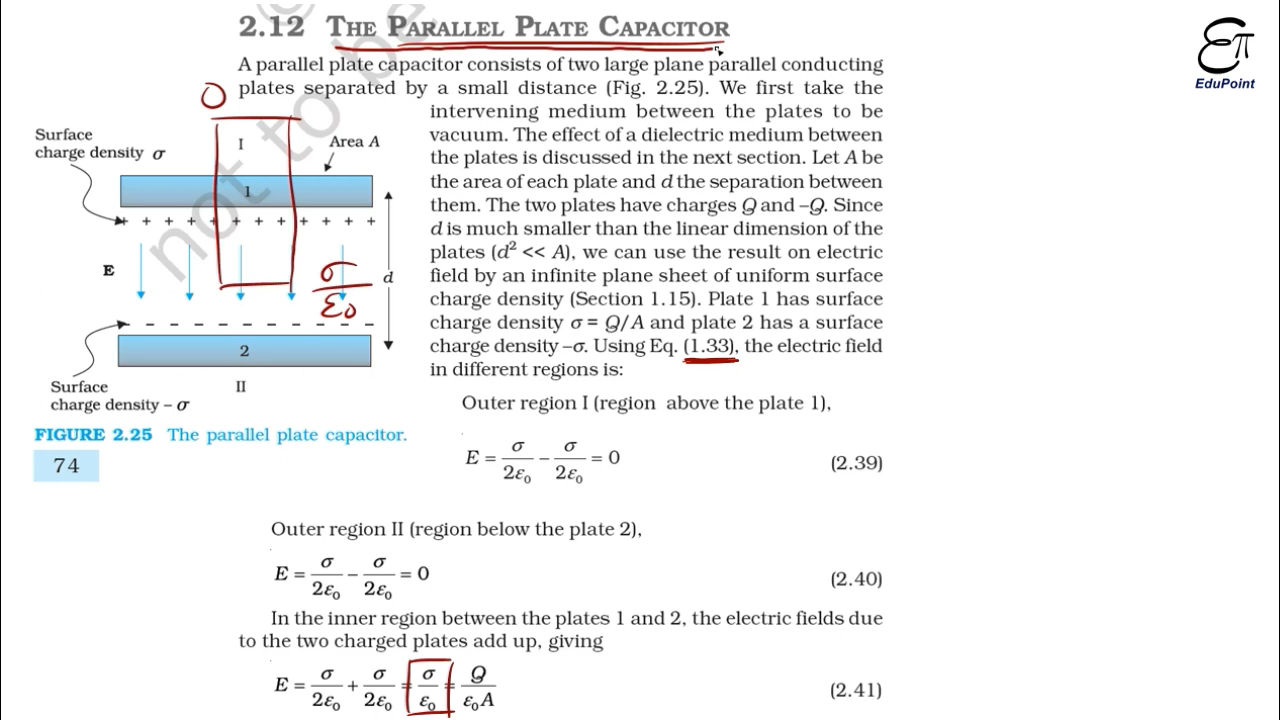 2.12 THE PARALLEL PLATE CAPACITOR
επ
EduPoint
A parallel plate capacitor consists of two large plane parallel conducting
plates separated by a small distance (Fig. 2.25). We first take the
intervening medium between the plates to be
vacuum. The effect of a dielectric medium between
the plates is discussed in the next section. Let A be
the area of each plate and d the separation between
them. The two plates have charges Q and –Q. Since
d is much smaller than the linear dimension of the
plates (d² << A), we can use the result on electric
field by an infinite plane sheet of uniform surface
charge density (Section 1.15). Plate 1 has surface
charge density σ = Q/A and plate 2 has a surface
charge density –σ. Using Eq. (1.33), the electric field
in different regions is:
0
Surface
charge density σ
I
Area A
1
+ + + + + + + + + + + +
E
σ/ε0
d
– – – – – – – – – – –
2
Surface
charge density – σ
II
FIGURE 2.25 The parallel plate capacitor.
74
not to be
Outer region I (region above the plate 1),
E = σ/2ε₀ − σ/2ε₀ = 0 (2.39)
Outer region II (region below the plate 2),
E = σ/2ε₀ − σ/2ε₀ = 0 (2.40)
In the inner region between the plates 1 and 2, the electric fields due
to the two charged plates add up, giving
E = σ/2ε₀ + σ/2ε₀ = σ/ε₀ = Q/ε₀A (2.41)